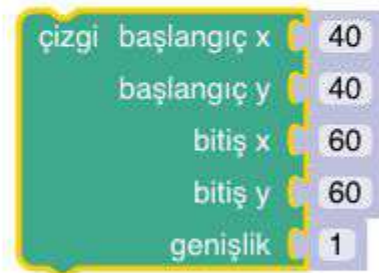 çizgi başlangıç x 40
başlangıç y 40
bitiş x 60
bitiş y 60
genişlik 1